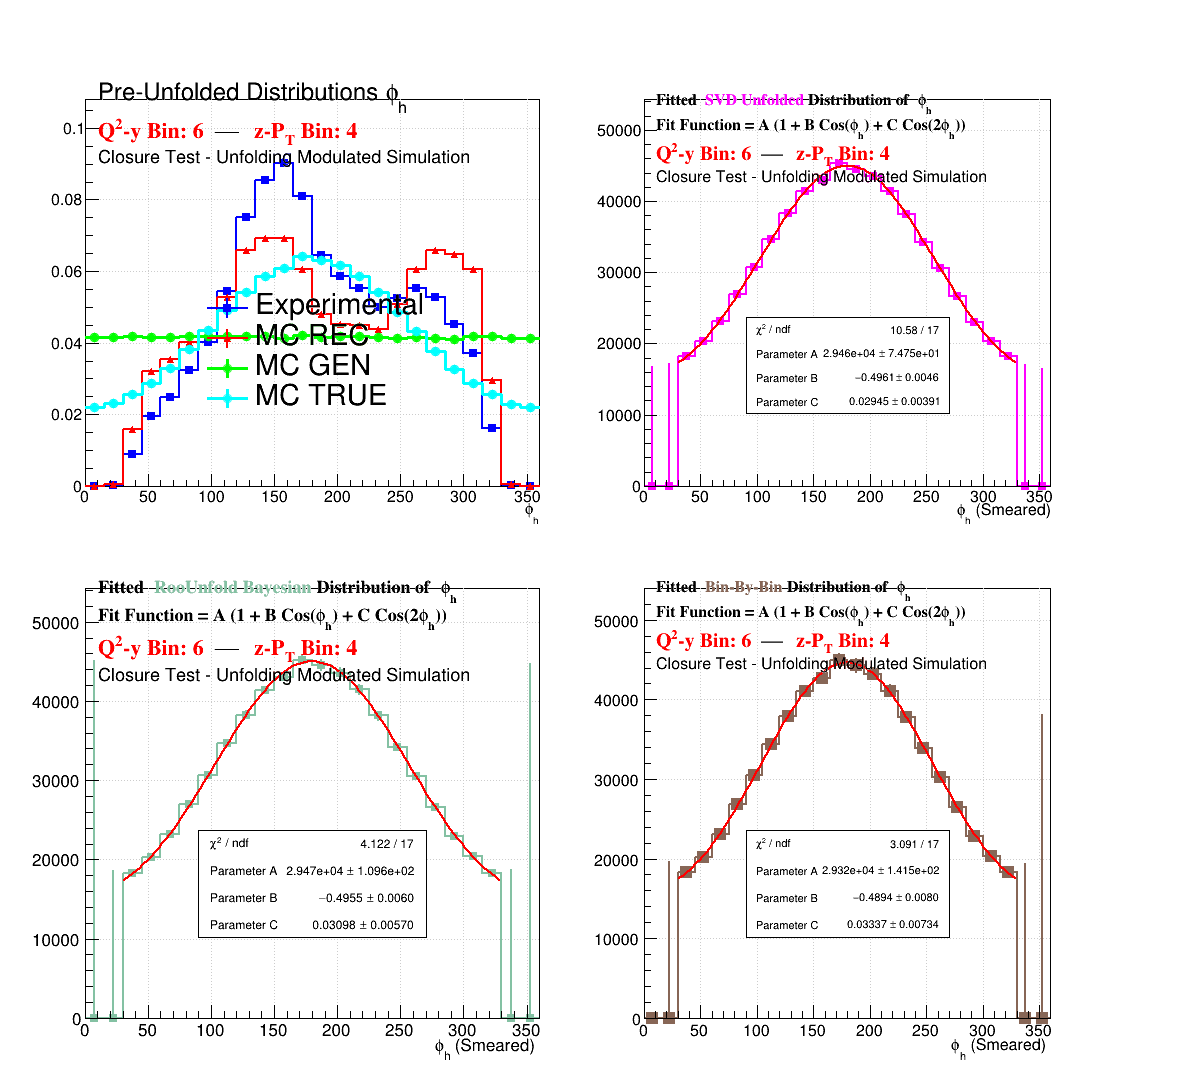 Pre-Unfolded Distributions ϕh
Q2-y Bin: 6 — z-PT Bin: 4
Closure Test - Unfolding Modulated Simulation
0.1
0.08
0.06
0.04
0.02
0
Experimental
MC REC
MC GEN
MC TRUE
0 50 100 150 200 250 300 350
ϕh
Fitted SVD Unfolded Distribution of ϕh
Fit Function = A (1 + B Cos(ϕh) + C Cos(2ϕh))
Q2-y Bin: 6 — z-PT Bin: 4
Closure Test - Unfolding Modulated Simulation
50000
40000
30000
20000
10000
0
χ2 / ndf 10.58 / 17
Parameter A 2.946e+04 ± 7.475e+01
Parameter B −0.4961 ± 0.0046
Parameter C 0.02945 ± 0.00391
0 50 100 150 200 250 300 350
ϕh (Smeared)
Fitted RooUnfold Bayesian Distribution of ϕh
Fit Function = A (1 + B Cos(ϕh) + C Cos(2ϕh))
Q2-y Bin: 6 — z-PT Bin: 4
Closure Test - Unfolding Modulated Simulation
50000
40000
30000
20000
10000
0
χ2 / ndf 4.122 / 17
Parameter A 2.947e+04 ± 1.096e+02
Parameter B −0.4955 ± 0.0060
Parameter C 0.03098 ± 0.00570
0 50 100 150 200 250 300 350
ϕh (Smeared)
Fitted Bin-By-Bin Distribution of ϕh
Fit Function = A (1 + B Cos(ϕh) + C Cos(2ϕh))
Q2-y Bin: 6 — z-PT Bin: 4
Closure Test - Unfolding Modulated Simulation
50000
40000
30000
20000
10000
0
χ2 / ndf 3.091 / 17
Parameter A 2.932e+04 ± 1.415e+02
Parameter B −0.4894 ± 0.0080
Parameter C 0.03337 ± 0.00734
0 50 100 150 200 250 300 350
ϕh (Smeared)